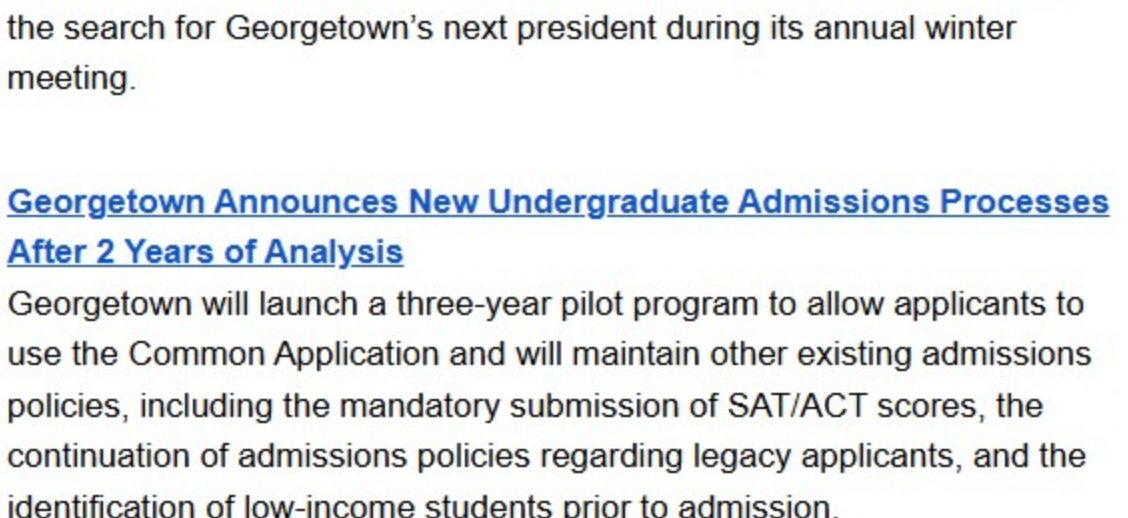 the search for Georgetown’s next president during its annual winter
meeting.
Georgetown Announces New Undergraduate Admissions Processes
After 2 Years of Analysis
Georgetown will launch a three-year pilot program to allow applicants to
use the Common Application and will maintain other existing admissions
policies, including the mandatory submission of SAT/ACT scores, the
continuation of admissions policies regarding legacy applicants, and the
identification of low-income students prior to admission.